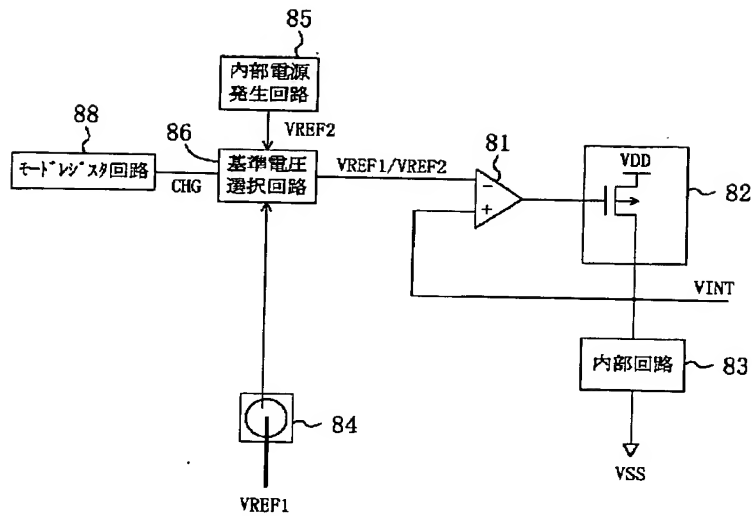 85
内部電源
発生回路
88
86
VREF2
モードレジスタ回路
CHG
基準電圧
選択回路
VREF1/VREF2
81
-
+
VDD
82
VINT
内部回路
83
84
VREF1
VSS